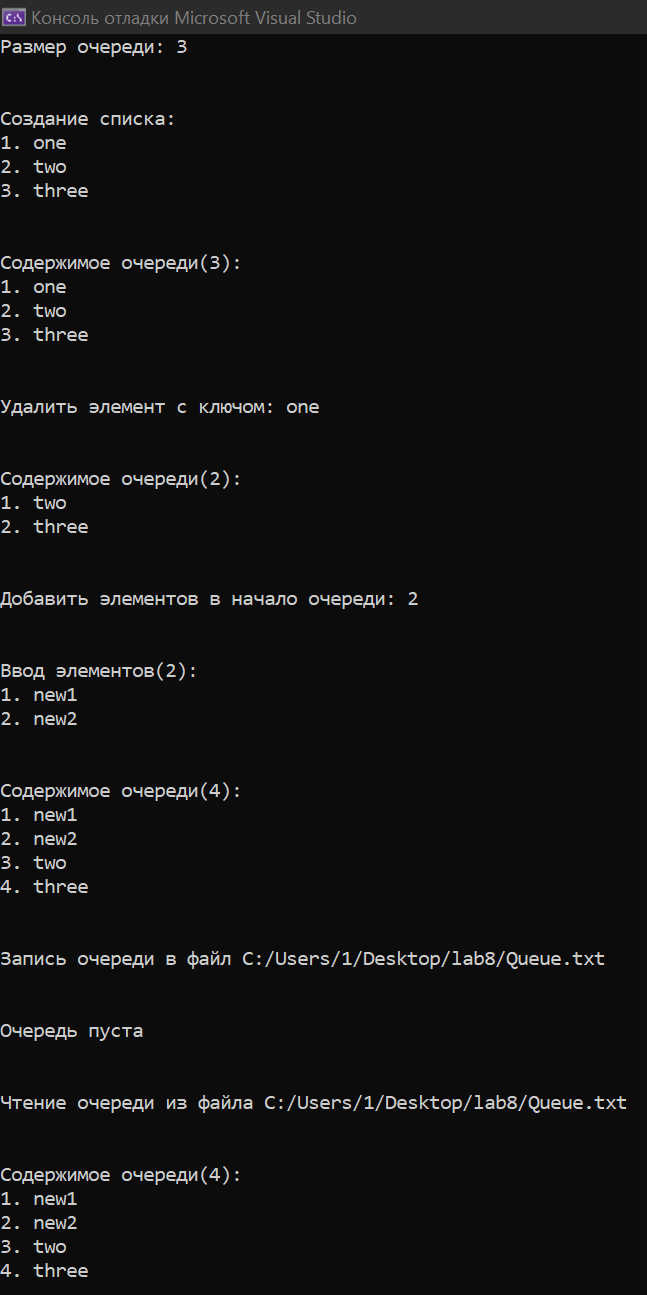 Консоль отладки Microsoft Visual Studio
Размер очереди: 3
Создание списка:
1. one
2. two
3. three
Содержимое очереди(3):
1. one
2. two
3. three
Удалить элемент с ключом: one
Содержимое очереди(2):
1. two
2. three
Добавить элементов в начало очереди: 2
Ввод элементов(2):
1. new1
2. new2
Содержимое очереди(4):
1. new1
2. new2
3. two
4. three
Запись очереди в файл C:/Users/1/Desktop/lab8/Queue.txt
Очередь пуста
Чтение очереди из файла C:/Users/1/Desktop/lab8/Queue.txt
Содержимое очереди(4):
1. new1
2. new2
3. two
4. three